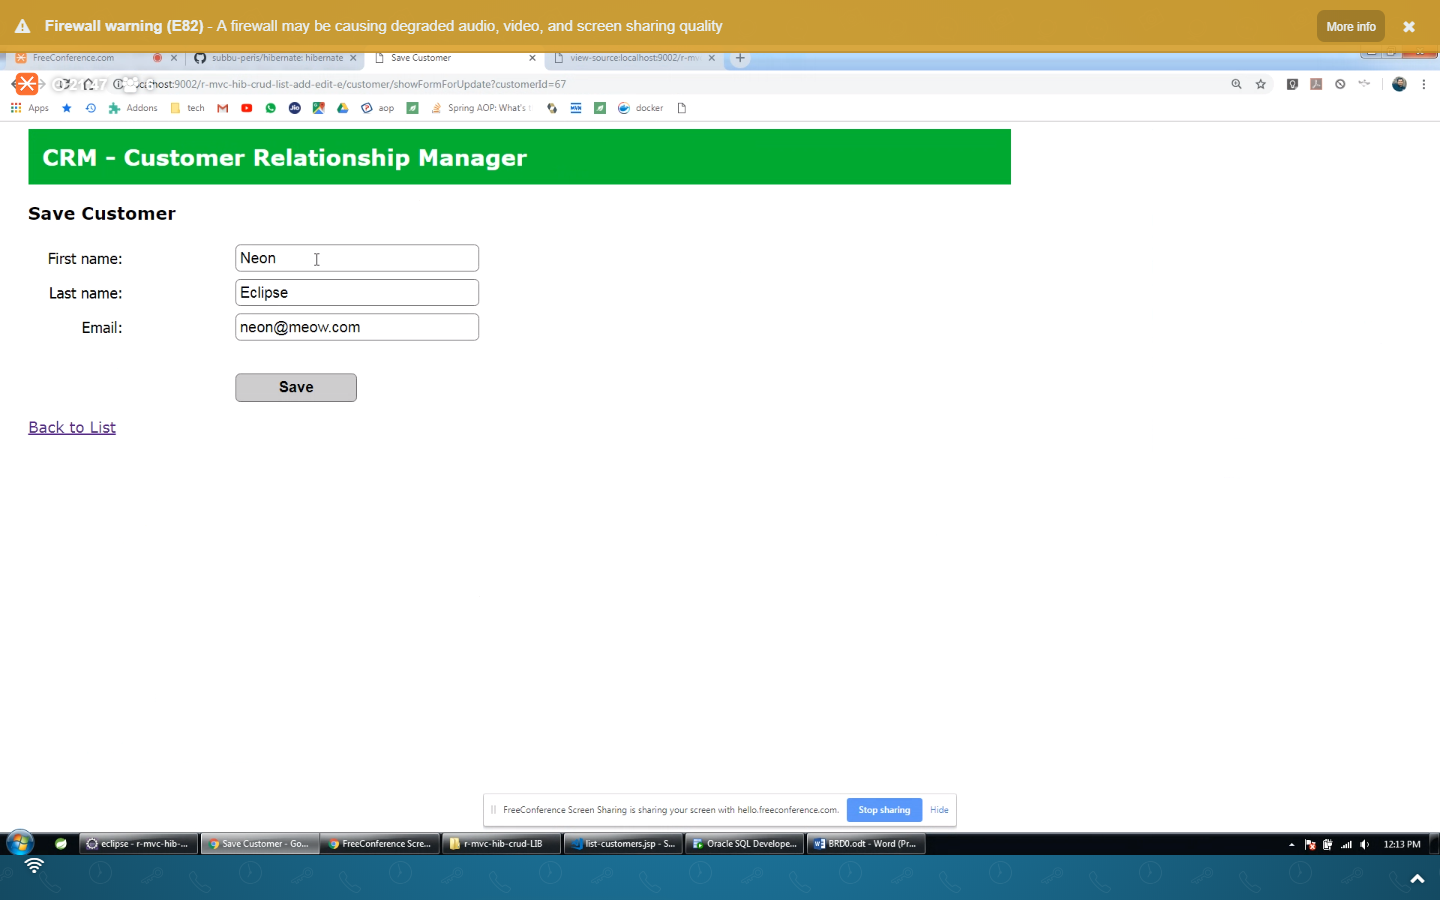 Firewall warning (E82) - A firewall may be causing degraded audio, video, and screen sharing quality
More info
FreeConference.com
subbu-peris/hibernate: hibernate
Save Customer
view-source:localhost:9002/r-mv
21:47
calhost:9002/r-mvc-hib-crud-list-add-edit-e/customer/showFormForUpdate?customerId=67
Apps
Addons
tech
aop
Spring AOP: What's
docker
CRM - Customer Relationship Manager
Save Customer
First name:
Neon
Last name:
Eclipse
Email:
neon@meow.com
Save
Back to List
FreeConference Screen Sharing is sharing your screen with hello.freeconference.com.
Stop sharing
Hide
eclipse - r-mvc-hib-...
Save Customer - Go...
FreeConference Scre...
r-mvc-hib-crud-LIB
list-customers.jsp - S...
Oracle SQL Develope...
BRD0.odt - Word (Pr...
12:13 PM